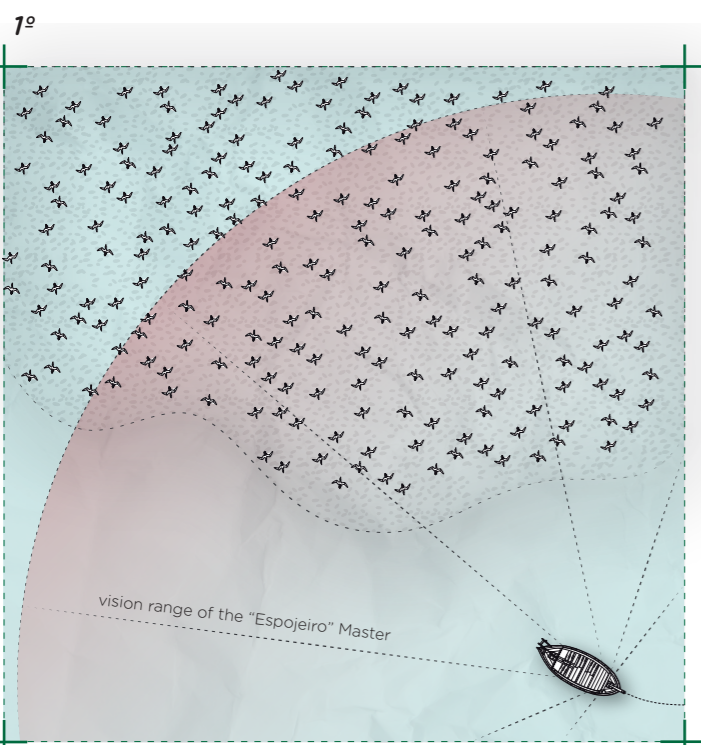 1º
vision range of the “Espojeiro” Master